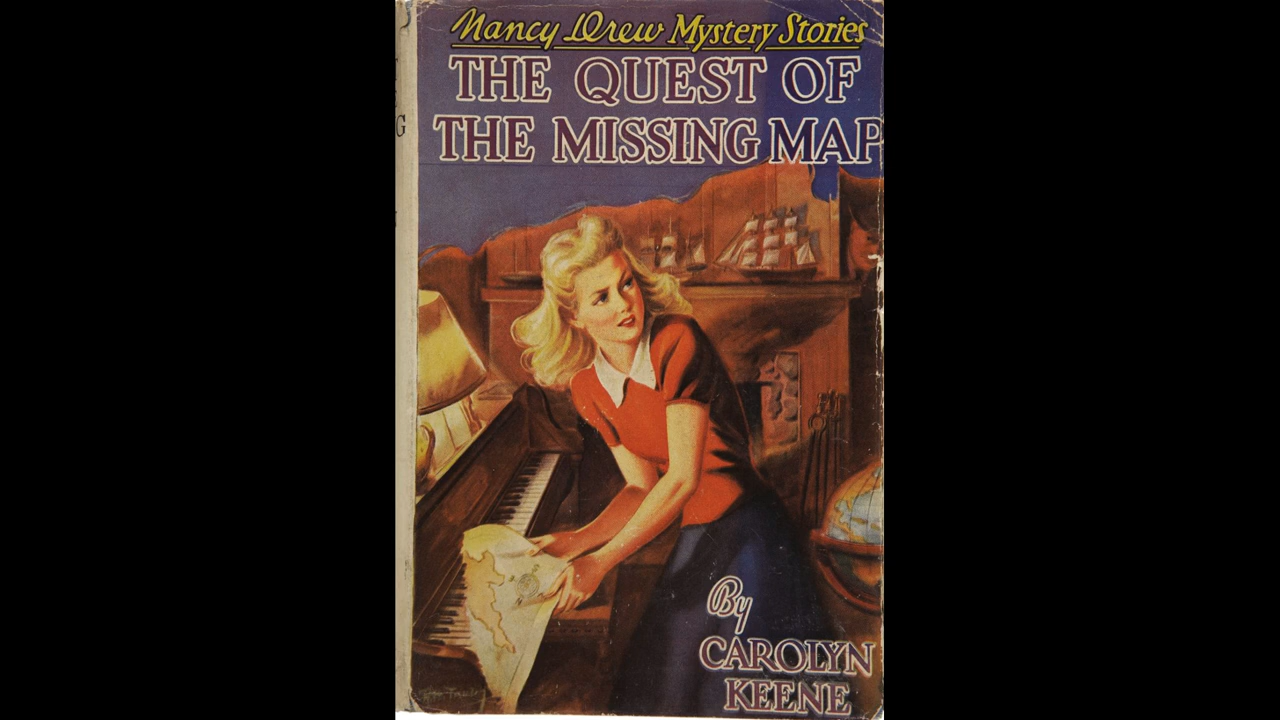 Nancy Drew Mystery Stories
THE QUEST OF
THE MISSING MAP
By
CAROLYN
KEENE
G